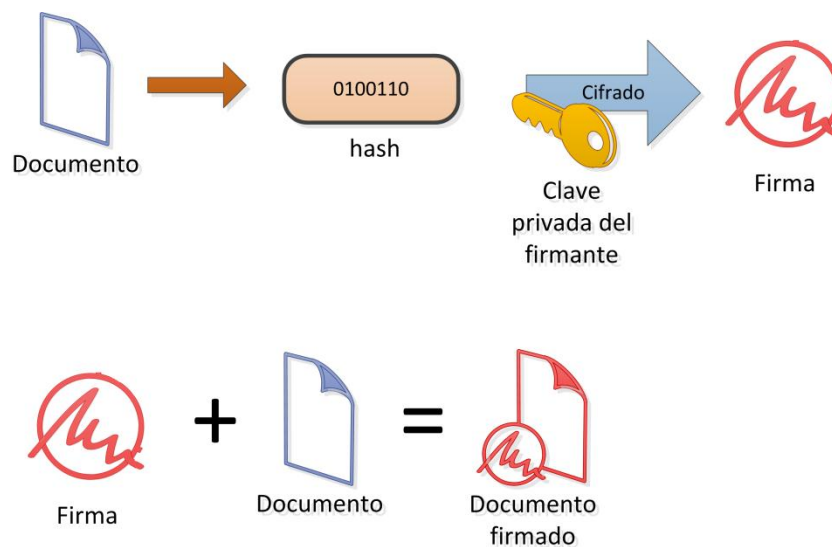 0100110
Cifrado
Documento
hash
Clave
privada del
firmante
Firma
+
=
Firma
Documento
Documento
firmado